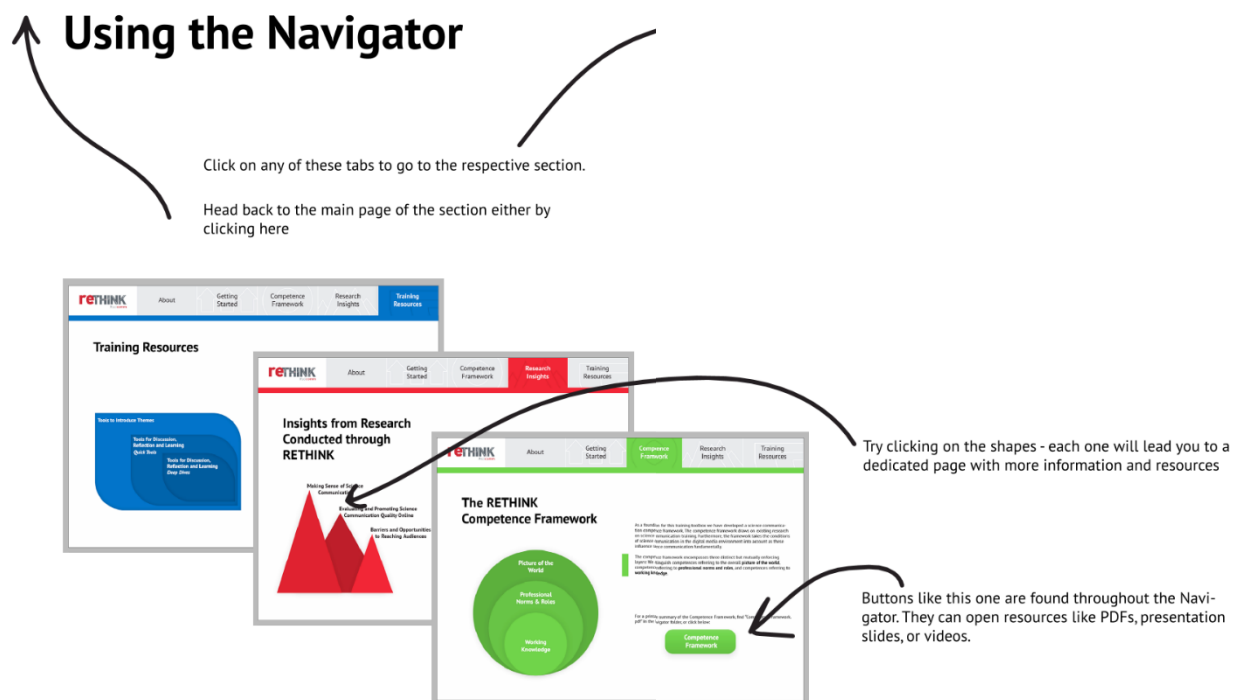 Using the Navigator
Click on any of these tabs to go to the respective section.
Head back to the main page of the section either by
clicking here
reTHINK
About
Getting
Started
Competence
Framework
Research
Insights
Training
Resources
Training Resources
Tools to Introduce Themes
Tools for Discussion,
Reflection and Learning
Quick Tools
Tools for Discussion,
Reflection and Learning
Deep Dives
reTHINK
About
Getting
Started
Competence
Framework
Research
Insights
Training
Resources
Insights from Research
Conducted through
RETHINK
Making Sense of Science
Communication
Evaluating and Promoting Science
Communication Quality Online
Barriers and Opportunities
to Reaching Audiences
reTHINK
About
Getting
Started
Competence
Framework
Research
Insights
Training
Resources
The RETHINK
Competence Framework
Picture of the
World
Professional
Norms & Roles
Working
Knowledge
Competence
Framework
Try clicking on the shapes - each one will lead you to a
dedicated page with more information and resources
Buttons like this one are found throughout the Navi-
gator. They can open resources like PDFs, presentation
slides, or videos.